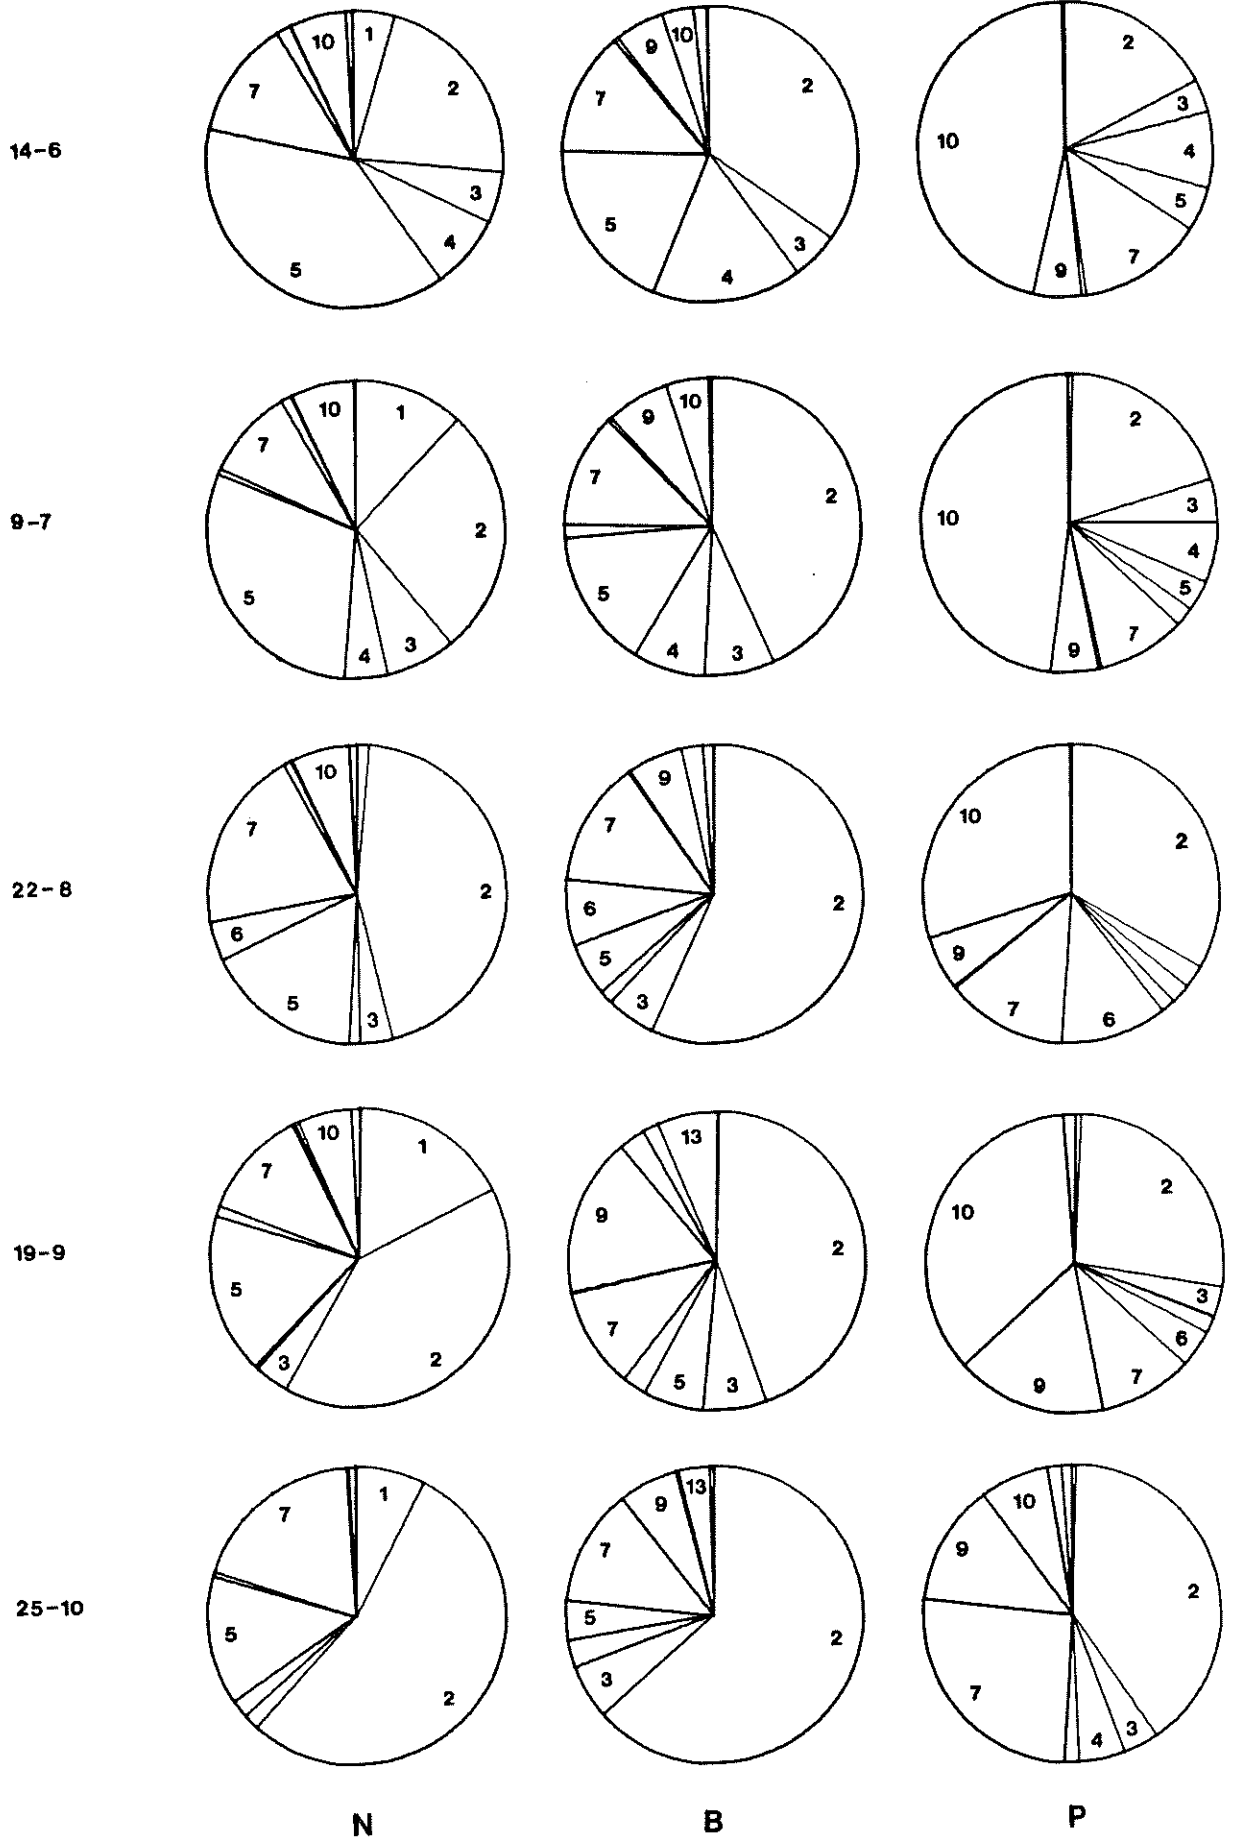 14-6
10 1 2 3 4 5 7
9 10 2 3 4 5 7
2 3 4 5 7 9 10
9-7
10 1 2 3 4 5 7
9 10 2 3 4 5 7
2 3 4 5 7 9 10
22-8
10 2 3 5 6 7
9 2 3 5 6 7
10 2 6 7 9
19-9
10 1 2 3 5 7
13 2 3 5 7 9
2 3 6 7 9 10
25-10
1 2 5 7
9 13 2 3 5 7
10 2 3 4 7 9
N B P